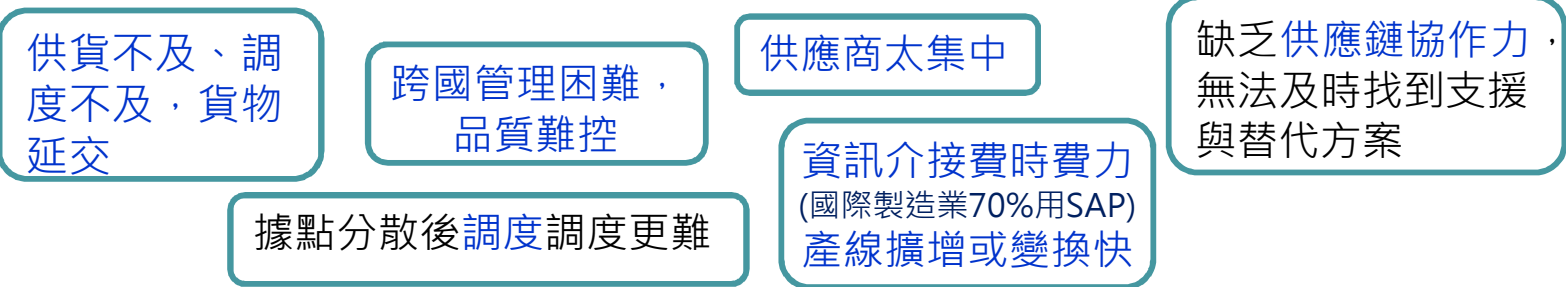 供貨不及、調
度不及，貨物
延交
跨國管理困難，
品質難控
供應商太集中
缺乏供應鏈協作力，
無法及時找到支援
與替代方案
據點分散後調度調度更難
資訊介接費時費力
(國際製造業70%用SAP)
產線擴增或變換快